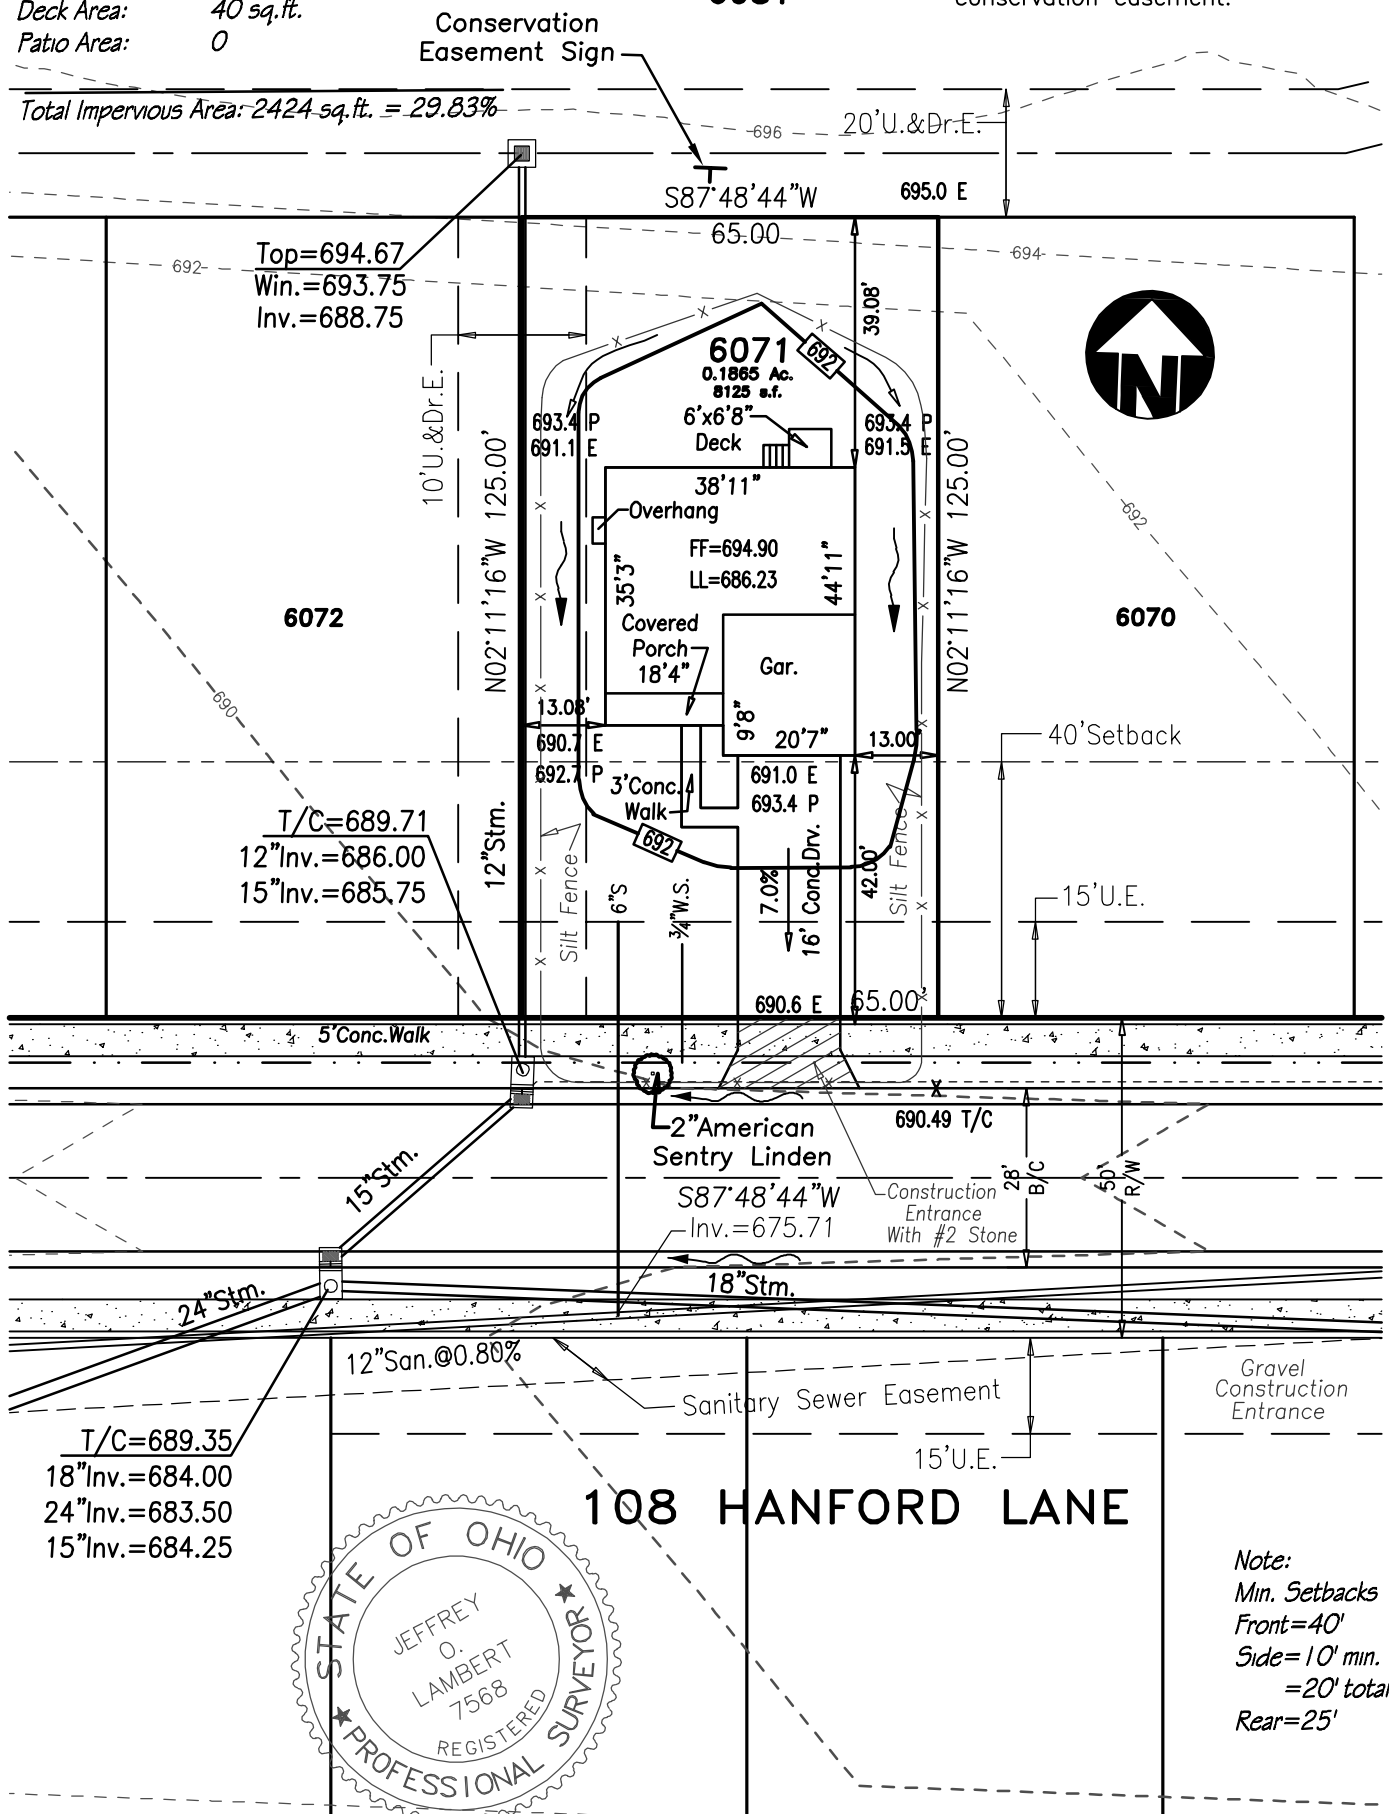 Deck Area: 40 sq.ft.
Patio Area: 0
Total Impervious Area: 2424 sq.ft. = 29.83%
Conservation
Easement Sign
conservation easement.
696
20'U.&Dr.E.
S87°48'44"W
65.00
695.0 E
694
692
Top=694.67
Win.=693.75
Inv.=688.75
39.08'
6071
0.1865 Ac.
8125 s.f.
692
6'x6'8"
Deck
693.4 P
691.1 E
693.4 P
691.5 E
N
10'U.&Dr.E.
N02°11'16"W 125.00'
N02°11'16"W 125.00'
38'11"
Overhang
FF=694.90
LL=686.23
35'3"
44'11"
692
6072
6070
Covered
Porch
18'4"
Gar.
9'8"
20'7"
690
13.08'
690.7 E
692.7 P
13.00'
40'Setback
691.0 E
693.4 P
3'Conc.
Walk
692
T/C=689.71
12"Inv.=686.00
15"Inv.=685.75
12"Stm.
Silt Fence
6"S
¾"W.S.
7.0%
16' Conc.Drv.
42.00'
Silt Fence
15'U.E.
690.6 E
65.00'
5'Conc.Walk
690.49 T/C
2"American
Sentry Linden
15"Stm.
S87°48'44"W
Inv.=675.71
Construction
Entrance
With #2 Stone
28'
B/C
50'
R/W
24"Stm.
18"Stm.
12"San.@0.80%
Sanitary Sewer Easement
Gravel
Construction
Entrance
T/C=689.35
18"Inv.=684.00
24"Inv.=683.50
15"Inv.=684.25
15'U.E.
108 HANFORD LANE
STATE OF OHIO
JEFFREY
O.
LAMBERT
7568
REGISTERED
PROFESSIONAL SURVEYOR
Note:
Min. Setbacks
Front=40'
Side=10' min.
=20' total
Rear=25'